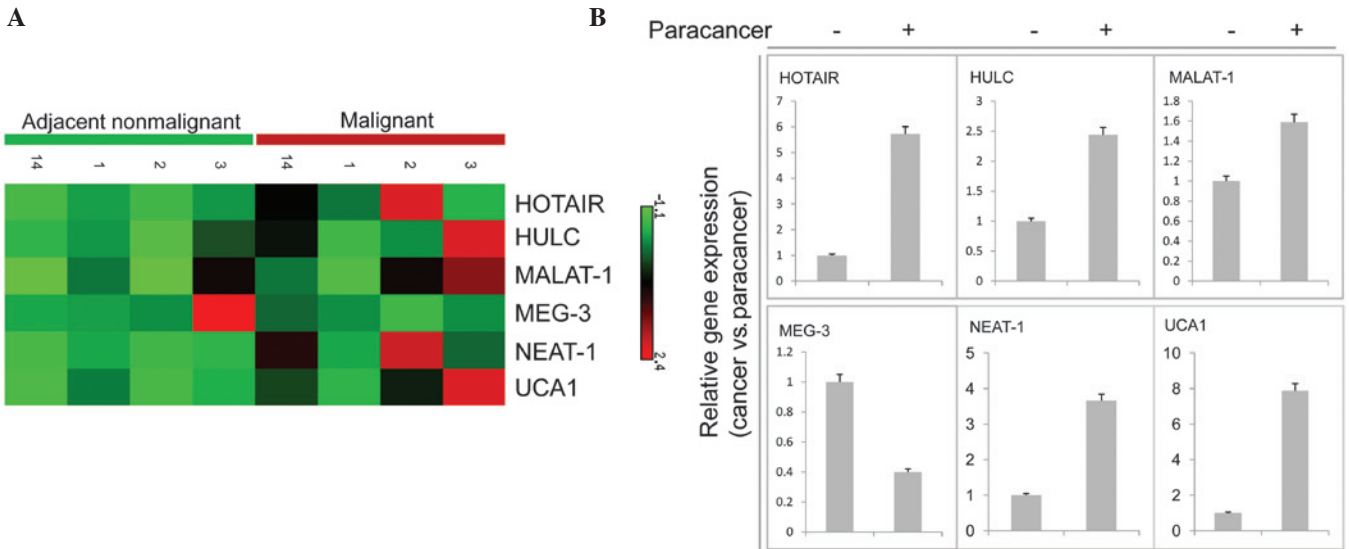 A
Adjacent nonmalignant Malignant
14 1 2 3 14 1 2 3
HOTAIR
HULC
MALAT-1
MEG-3
NEAT-1
UCA1
-1.1
2.4
B
Paracancer - + - + - +
Relative gene expression
(cancer vs.paracancer)
HOTAIR
7
6
5
4
3
2
1
0
HULC
3
2.5
2
1.5
1
0.5
0
MALAT-1
1.8
1.6
1.4
1.2
1
0.8
0.6
0.4
0.2
0
MEG-3
1.2
1
0.8
0.6
0.4
0.2
0
NEAT-1
5
4
3
2
1
0
UCA1
10
8
6
4
2
0